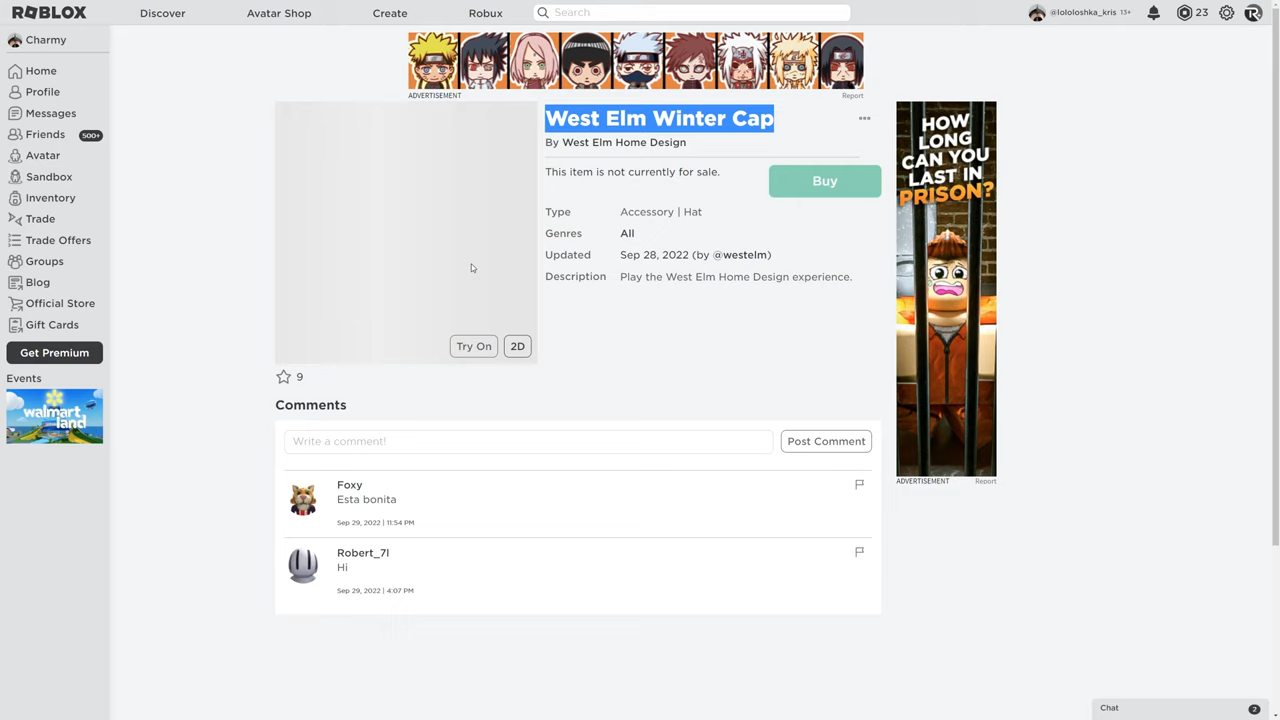 ROBLOX
Discover
Avatar Shop
Create
Robux
Search
@lololoshka_kris 13+
23
Charmy
Home
Profile
Messages
Friends 500+
Avatar
Sandbox
Inventory
Trade
Trade Offers
Groups
Blog
Official Store
Gift Cards
Get Premium
Events
walmart
land
ADVERTISEMENT
Report
West Elm Winter Cap
By West Elm Home Design
This item is not currently for sale.
Buy
Type Accessory | Hat
Genres All
Updated Sep 28, 2022 (by @westelm)
Description Play the West Elm Home Design experience.
Try On
2D
9
HOW
LONG
CAN YOU
LAST IN
PRISON?
ADVERTISEMENT
Report
Comments
Write a comment!
Post Comment
Foxy
Esta bonita
Sep 29, 2022 | 11:54 PM
Robert_7l
Hi
Sep 29, 2022 | 4:07 PM
Chat
2